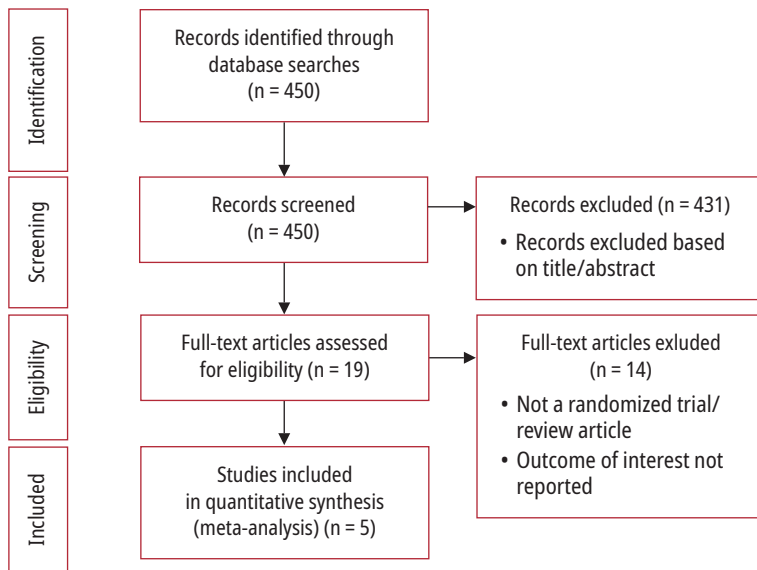 Identification
Records identified through
database searches
(n = 450)
Screening
Records screened
(n = 450)
Records excluded (n = 431)
• Records excluded based
on title/abstract
Eligibility
Full-text articles assessed
for eligibility (n = 19)
Full-text articles exluded
(n = 14)
• Not a randomized trial/
review article
• Outcome of interest not
reported
Included
Studies included
in quantitative synthesis
(meta-analysis) (n = 5)